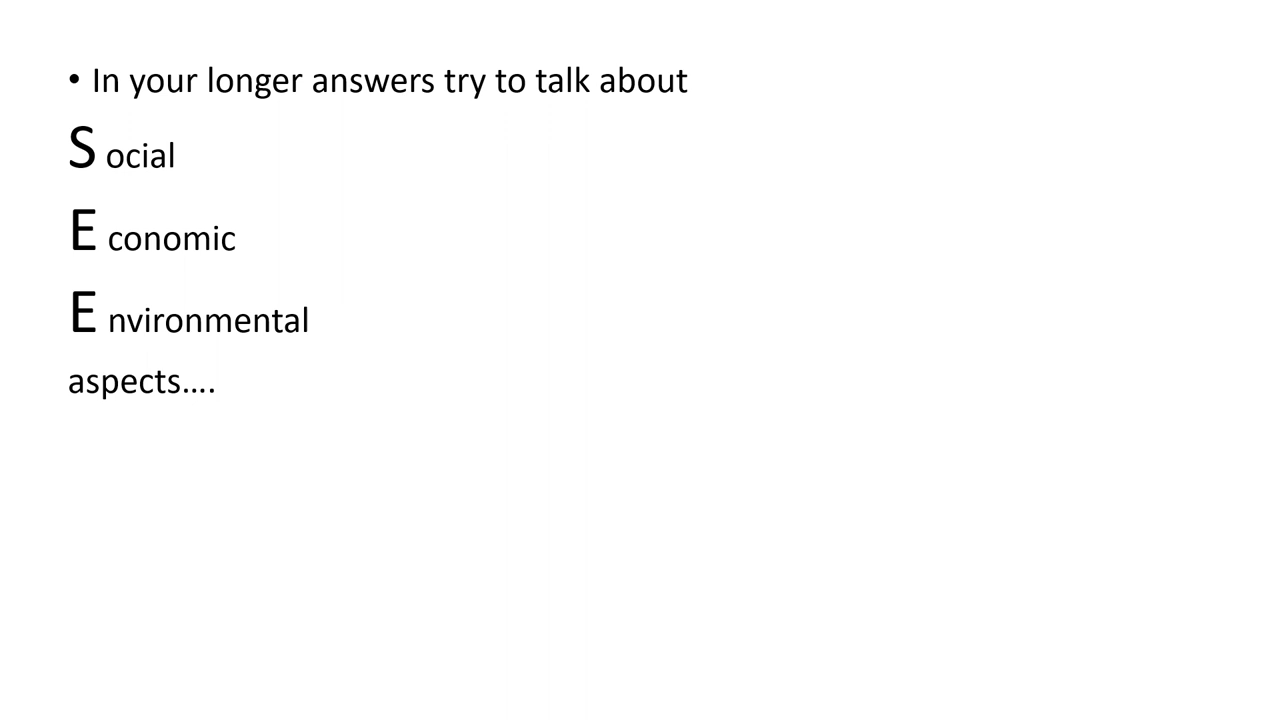 • In your longer answers try to talk about
S ocial
E conomic
E nvironmental
aspects....